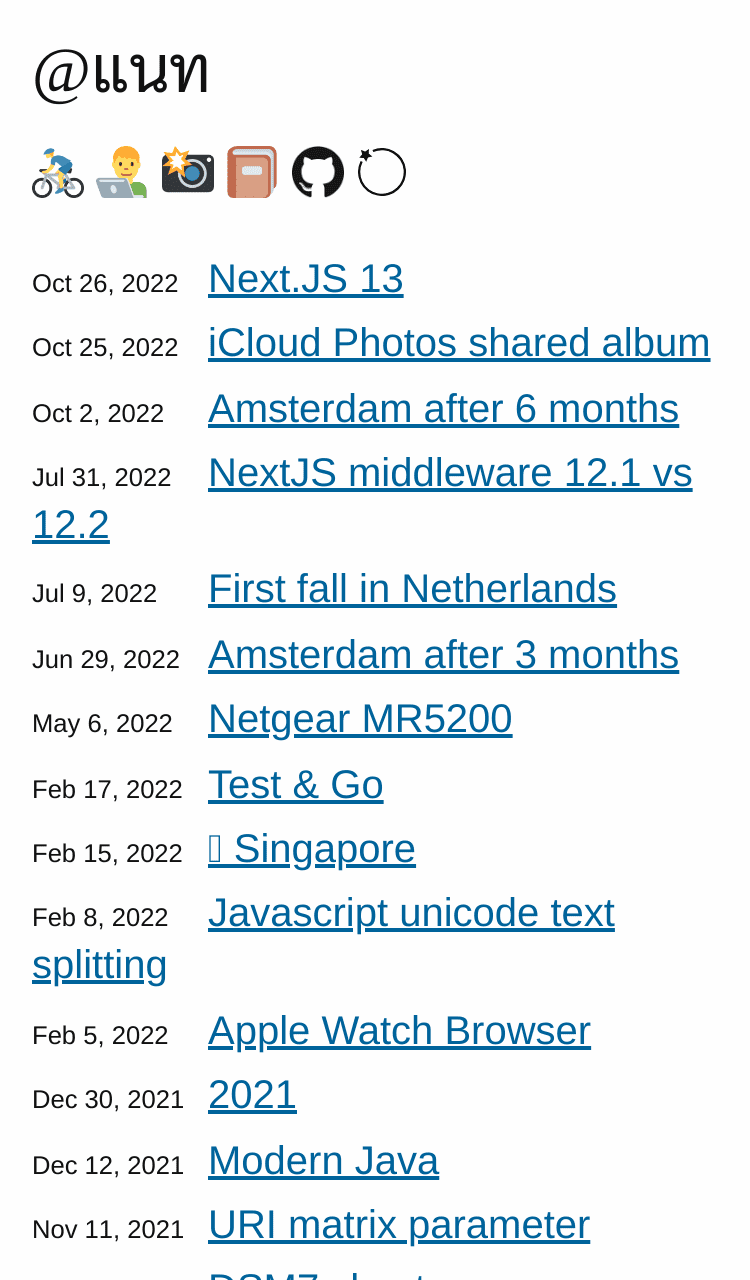 @แนท
Oct 26, 2022 Next.JS 13
Oct 25, 2022 iCloud Photos shared album
Oct 2, 2022 Amsterdam after 6 months
Jul 31, 2022 NextJS middleware 12.1 vs
12.2
Jul 9, 2022 First fall in Netherlands
Jun 29, 2022 Amsterdam after 3 months
May 6, 2022 Netgear MR5200
Feb 17, 2022 Test & Go
Feb 15, 2022 Singapore
Feb 8, 2022 Javascript unicode text
splitting
Feb 5, 2022 Apple Watch Browser
Dec 30, 2021 2021
Dec 12, 2021 Modern Java
Nov 11, 2021 URI matrix parameter